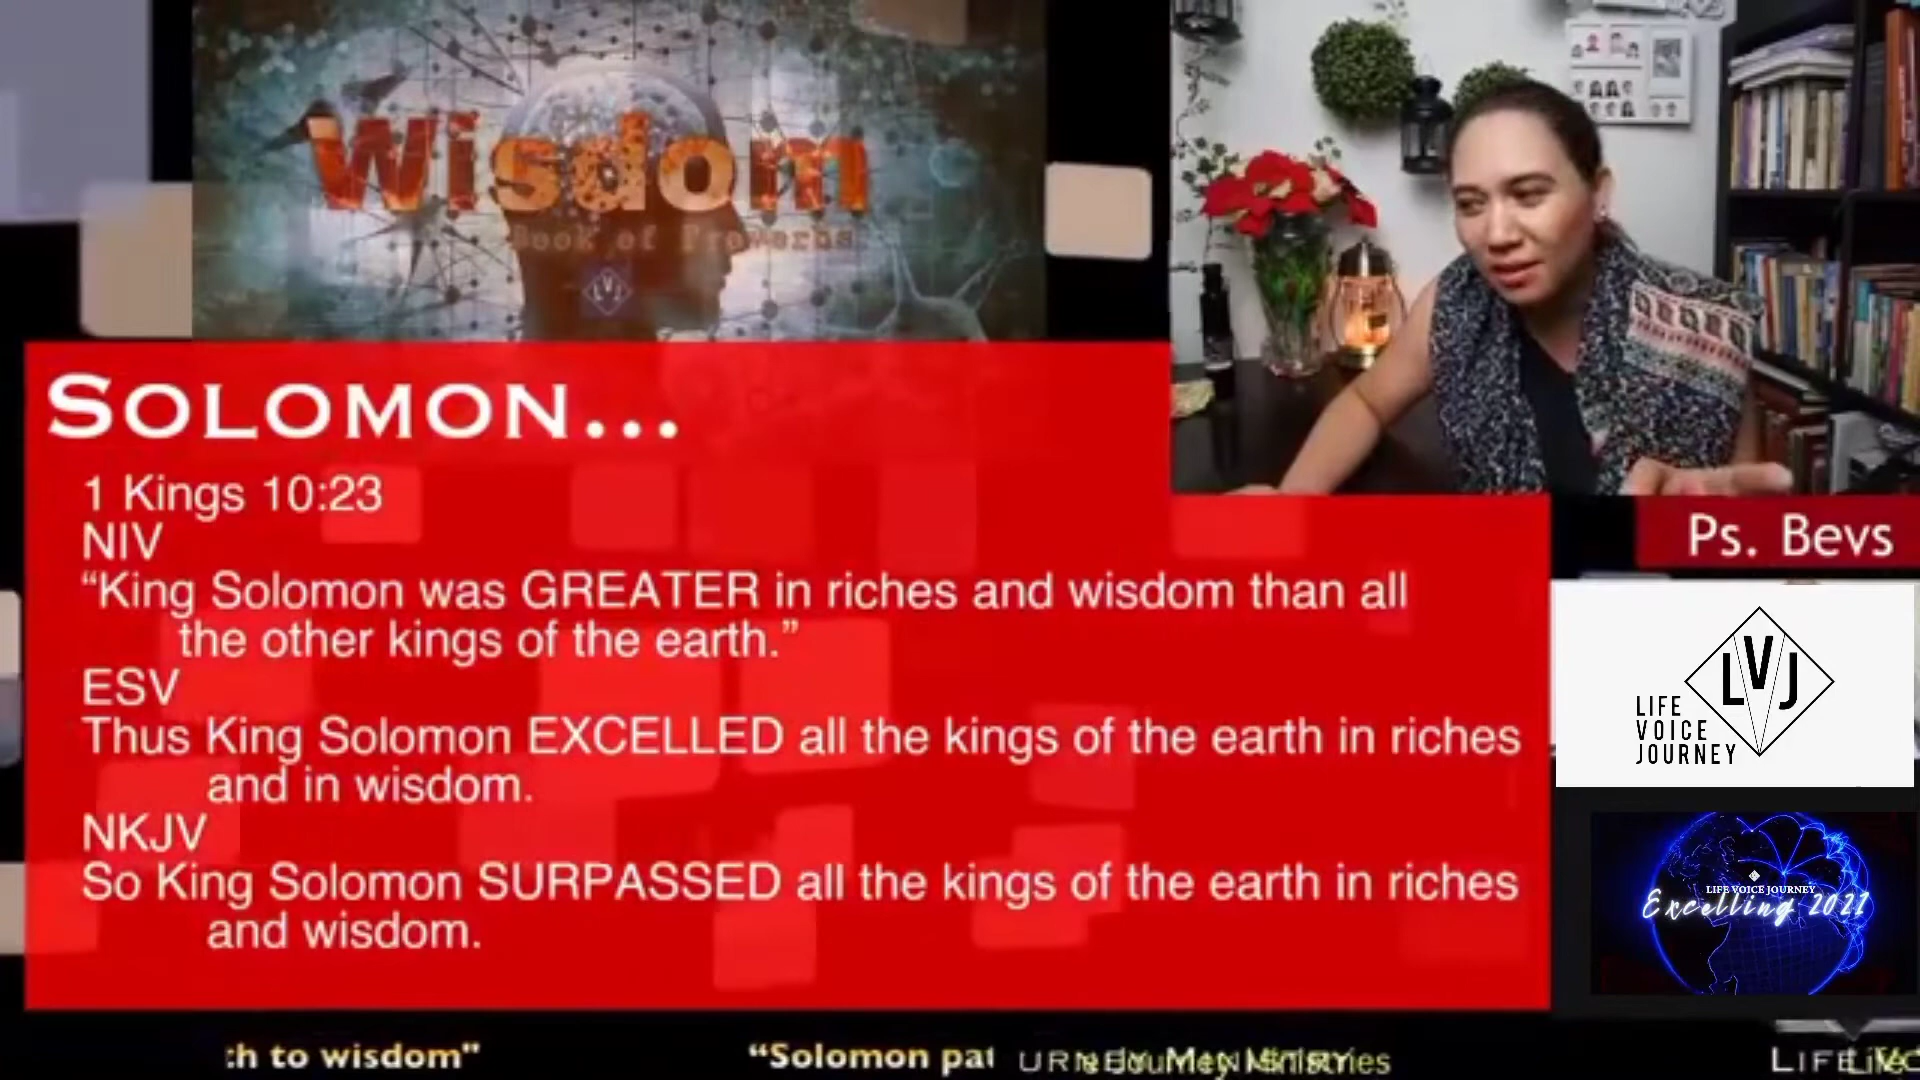 Wisdom
Book of Proverbs
LVJ
SOLOMON...
1 Kings 10:23
NIV
“King Solomon was GREATER in riches and wisdom than all
the other kings of the earth.”
ESV
Thus King Solomon EXCELLED all the kings of the earth in riches
and in wisdom.
NKJV
So King Solomon SURPASSED all the kings of the earth in riches
and wisdom.
Ps. Bevs
LVJ
LIFE
VOICE
JOURNEY
LIFE VOICE JOURNEY
Excelling 2021
to wisdom” “Solomon Ministries LIFE